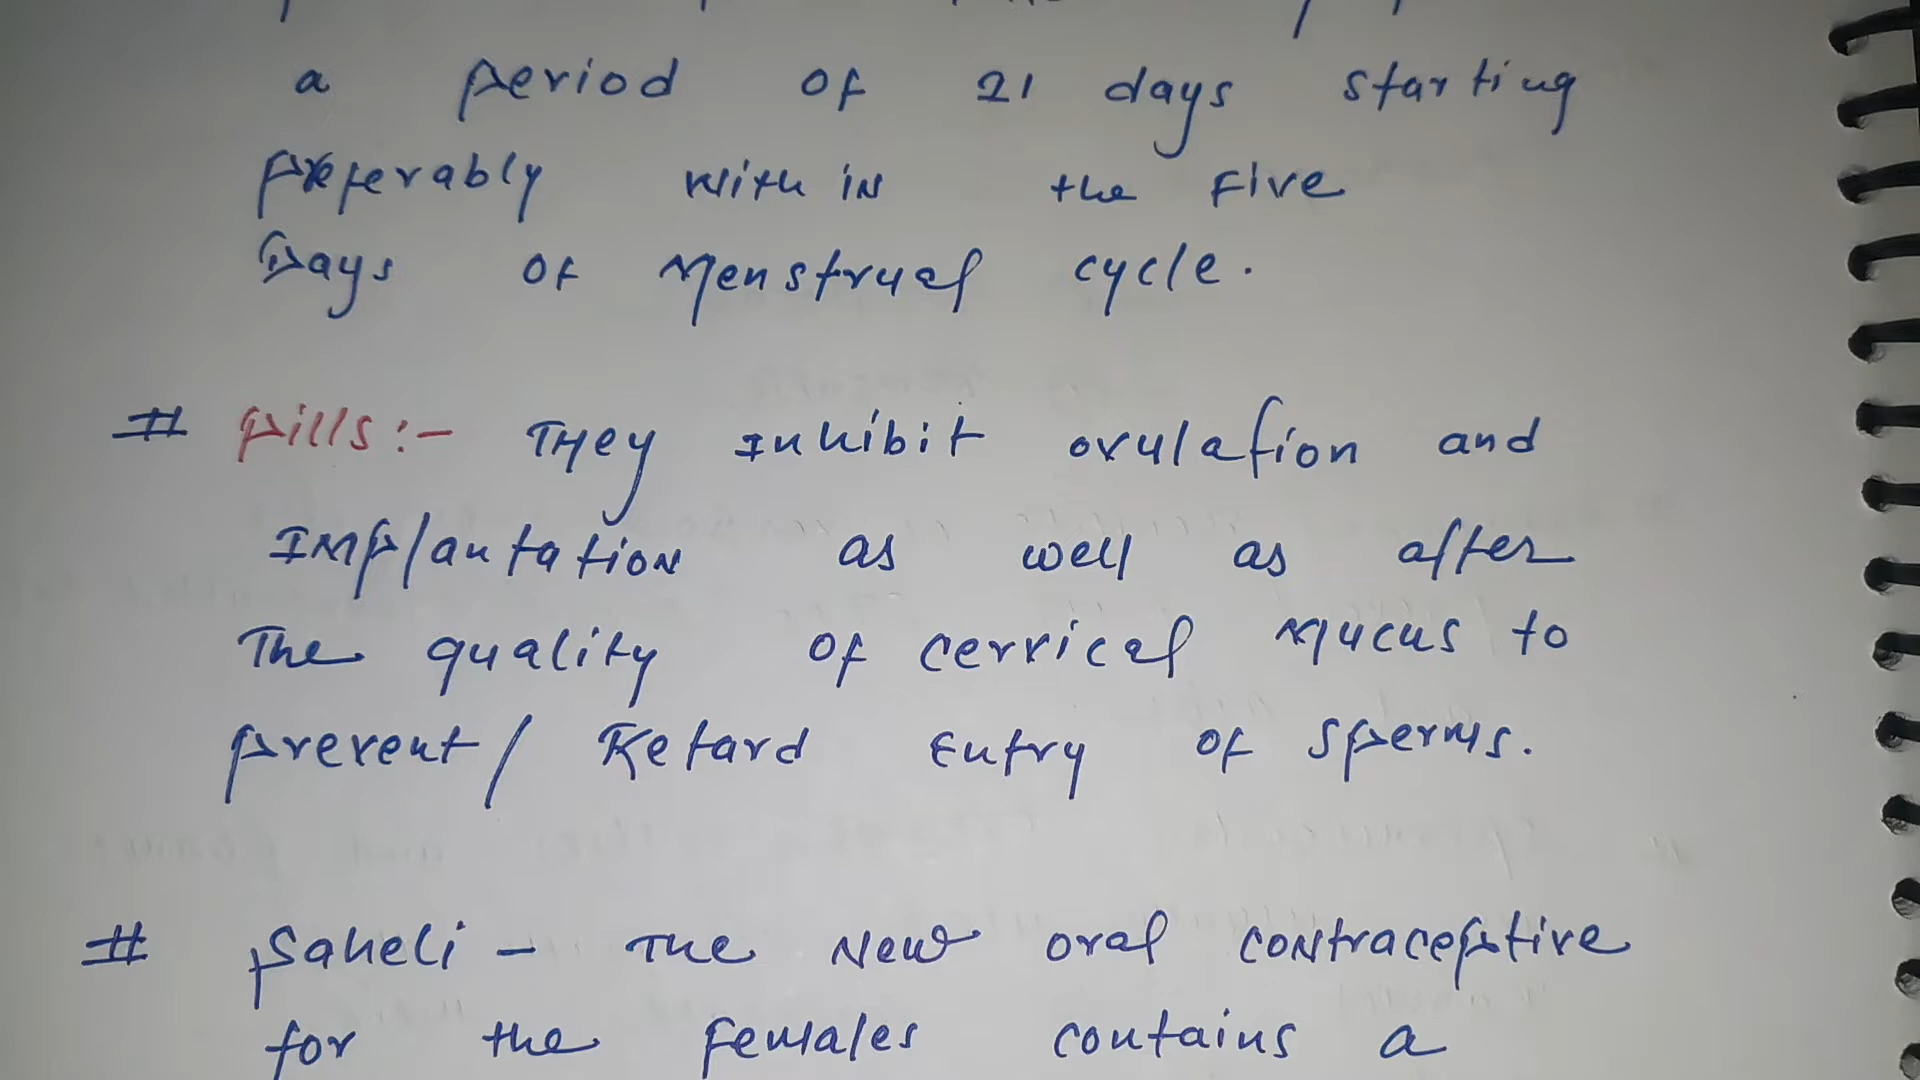 a period of 21 days starting
preferably with in the Five
Days of Menstrual cycle.
# Pills:- THey Inhibit ovulation and
Implantation as well as after
The quality of cervical Mucus to
prevent/ Retard Entry of Sperms.
# Saheli - The New oral contraceptive
for the females contains a